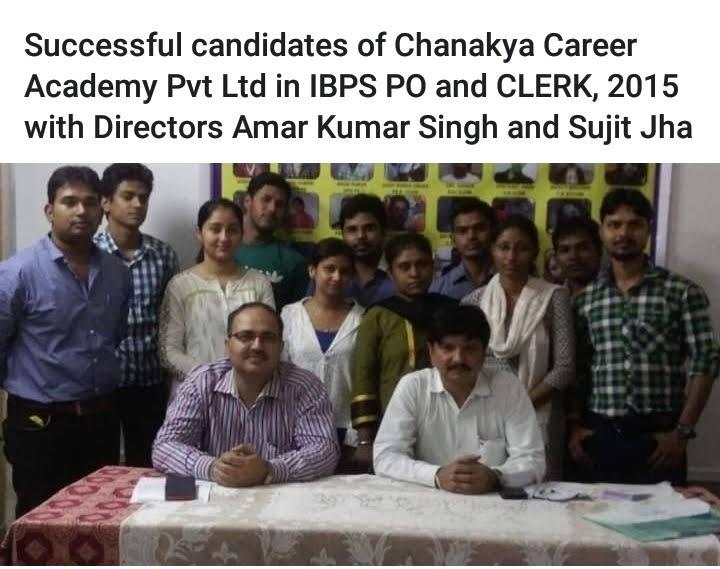 Successful candidates of Chanakya Career
Academy Pvt Ltd in IBPS PO and CLERK, 2015
with Directors Amar Kumar Singh and Sujit Jha